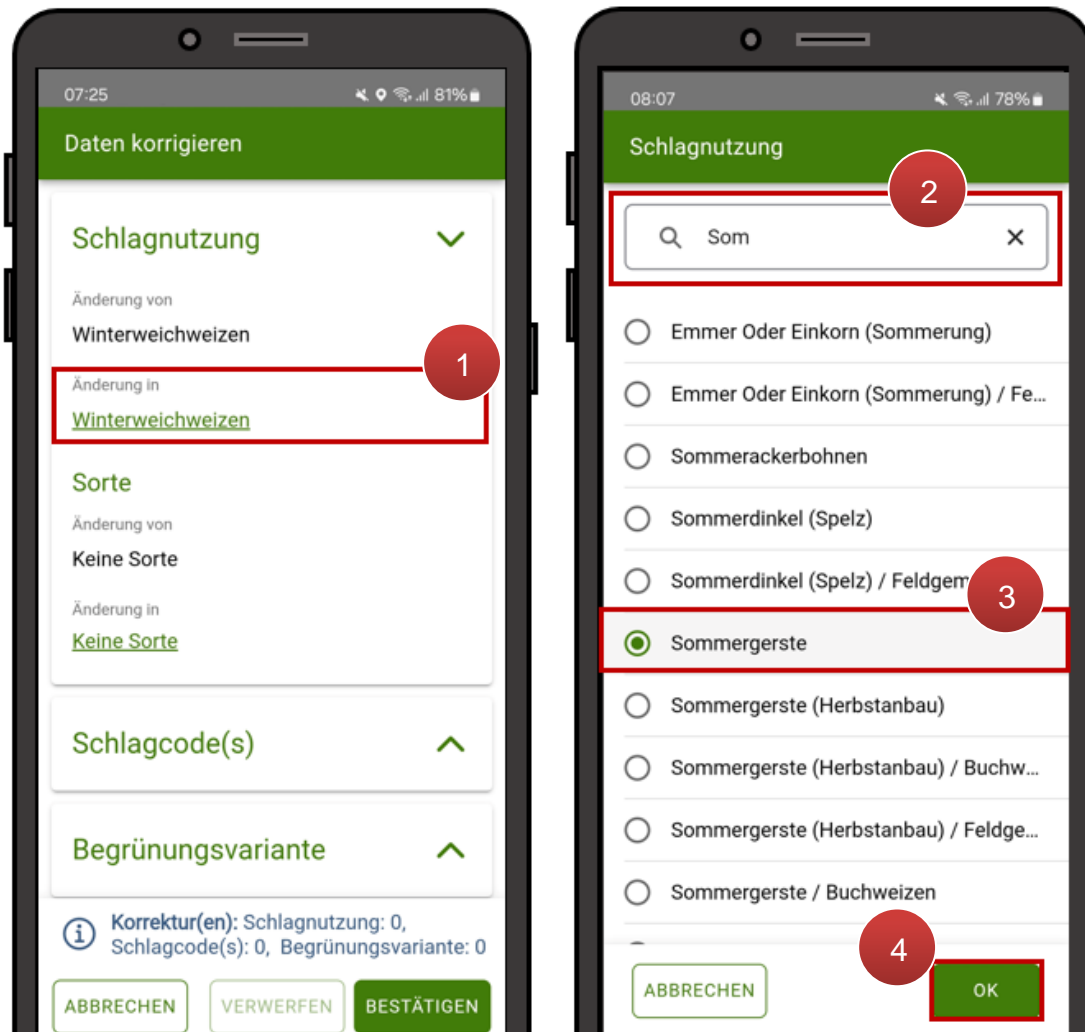 07:25
81%
Daten korrigieren
Schlagnutzung
Änderung von
Winterweichweizen
1
Änderung in
Winterweichweizen
Sorte
Änderung von
Keine Sorte
Änderung in
Keine Sorte
Schlagcode(s)
Begrünungsvariante
Korrektur(en): Schlagnutzung: 0,
Schlagcode(s): 0, Begrünungsvariante: 0
ABBRECHEN
VERWERFEN
BESTÄTIGEN
08:07
78%
Schlagnutzung
2
Som
Emmer Oder Einkorn (Sommerung)
Emmer Oder Einkorn (Sommerung) / Fe...
Sommerackerbohnen
Sommerdinkel (Spelz)
Sommerdinkel (Spelz) / Feldgem
3
Sommergerste
Sommergerste (Herbstanbau)
Sommergerste (Herbstanbau) / Buchw...
Sommergerste (Herbstanbau) / Feldge...
Sommergerste / Buchweizen
4
ABBRECHEN
OK